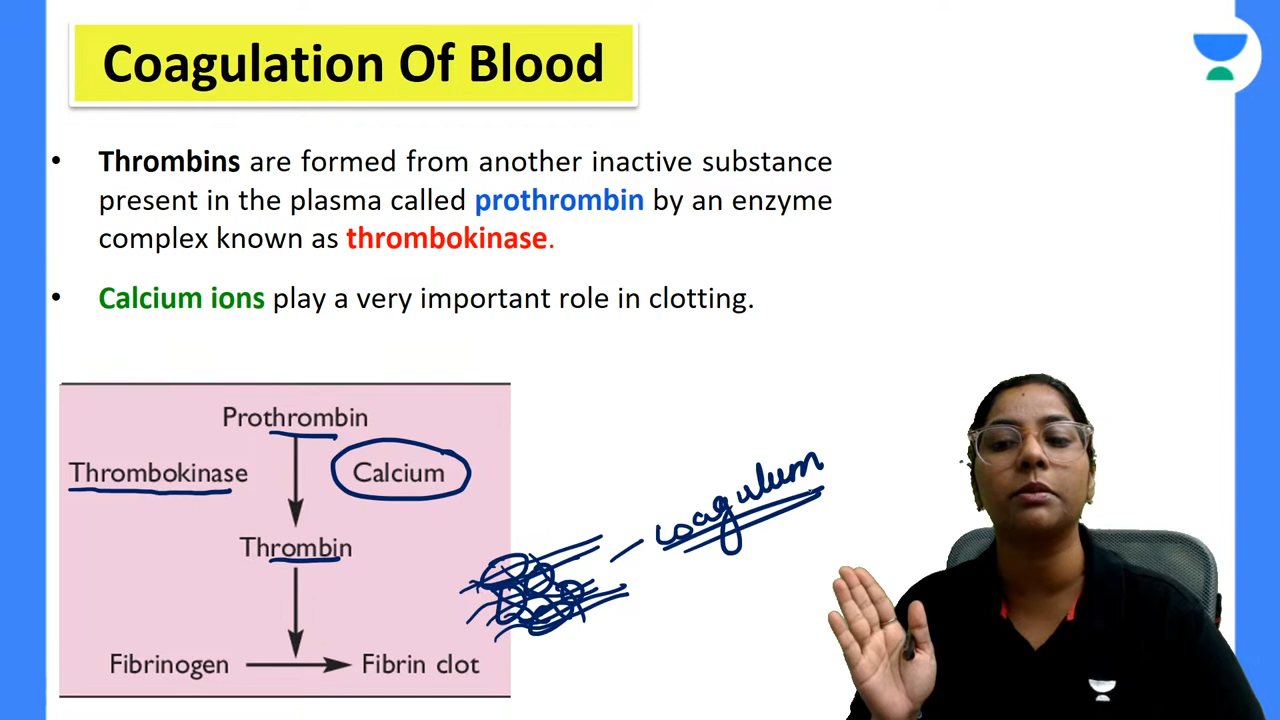 Coagulation Of Blood
• Thrombins are formed from another inactive substance
present in the plasma called prothrombin by an enzyme
complex known as thrombokinase.
• Calcium ions play a very important role in clotting.
Prothrombin
Thrombokinase Calcium
coagulum
Thrombin
Fibrinogen Fibrin clot